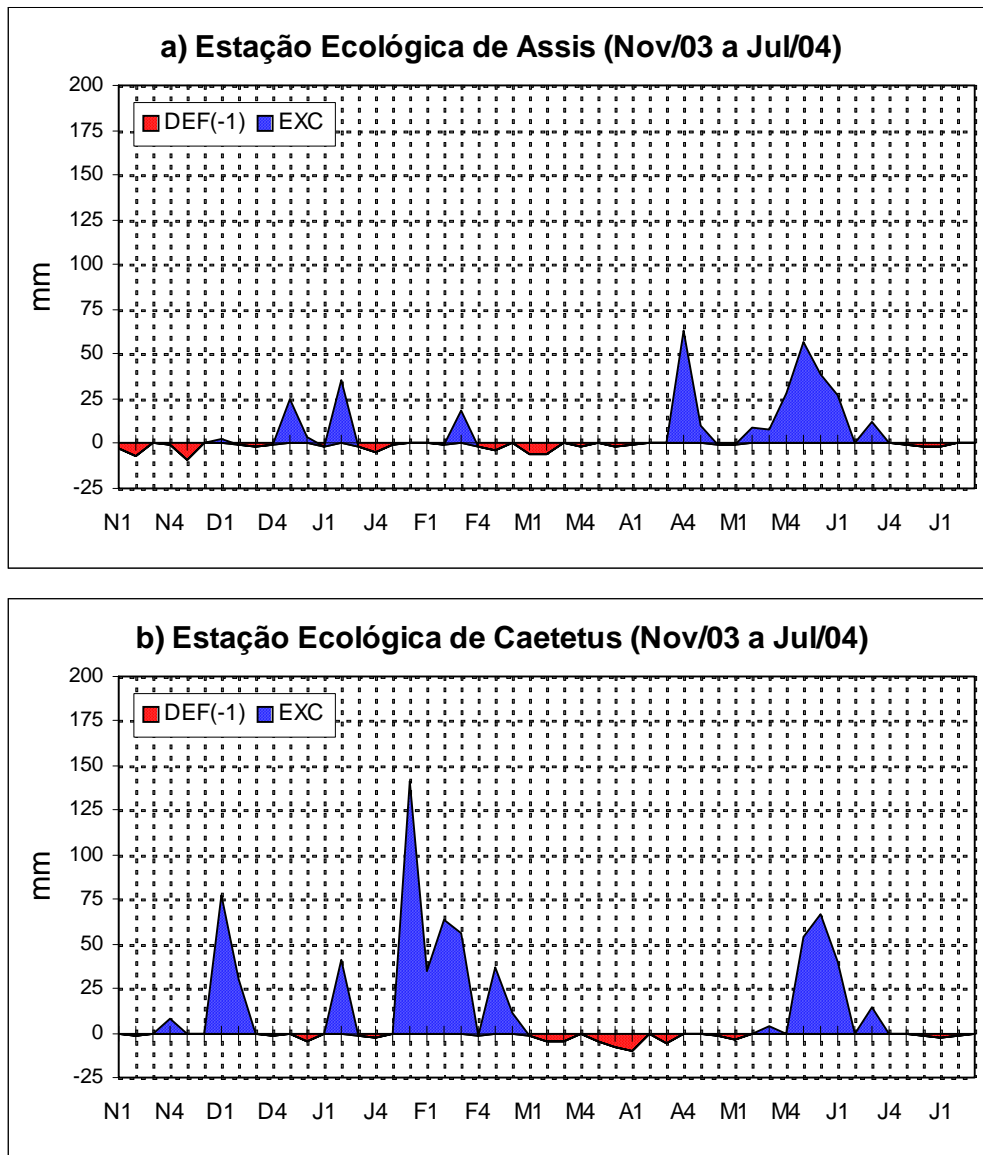 a) Estação Ecológica de Assis (Nov/03 a Jul/04)
DEF(-1) EXC
mm
200
175
150
125
100
75
50
25
0
-25
N1 N4 D1 D4 J1 J4 F1 F4 M1 M4 A1 A4 M1 M4 J1 J4 J1
b) Estação Ecológica de Caetetus (Nov/03 a Jul/04)
DEF(-1) EXC
mm
200
175
150
125
100
75
50
25
0
-25
N1 N4 D1 D4 J1 J4 F1 F4 M1 M4 A1 A4 M1 M4 J1 J4 J1